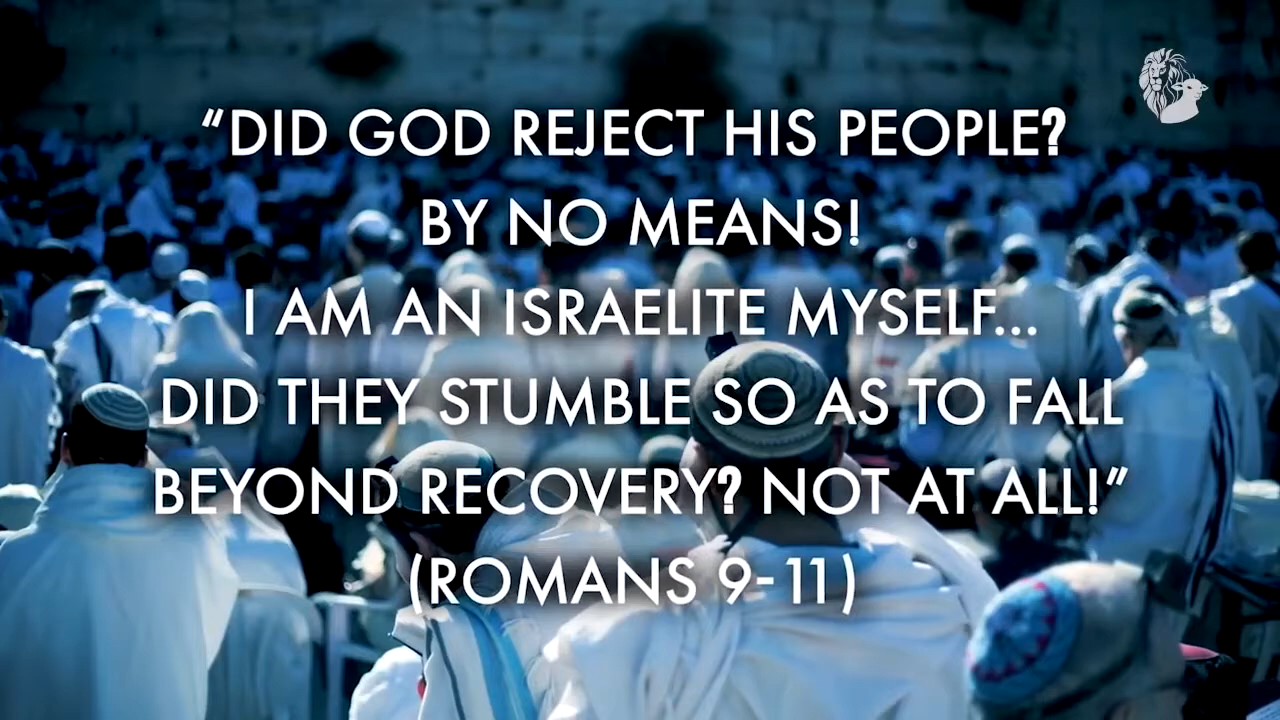 “DID GOD REJECT HIS PEOPLE?
BY NO MEANS!
I AM AN ISRAELITE MYSELF...
DID THEY STUMBLE SO AS TO FALL
BEYOND RECOVERY? NOT AT ALL!”
(ROMANS 9-11)